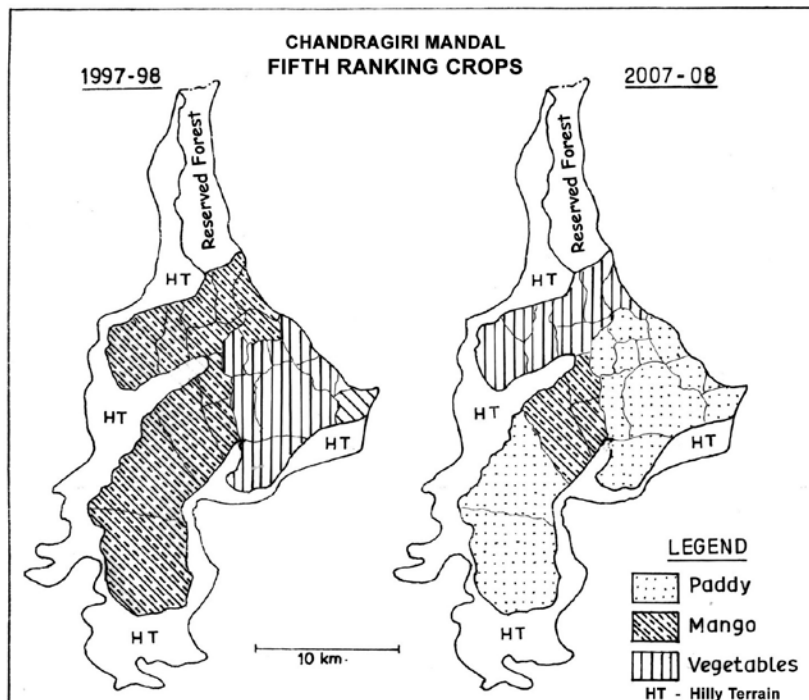 CHANDRAGIRI MANDAL
FIFTH RANKING CROPS
1997-98
2007-08
Reserved Forest
Reserved Forest
HT
HT
HT
HT
HT
HT
HT
HT
10 km.
LEGEND
Paddy
Mango
Vegetables
HT - Hilly Terrain